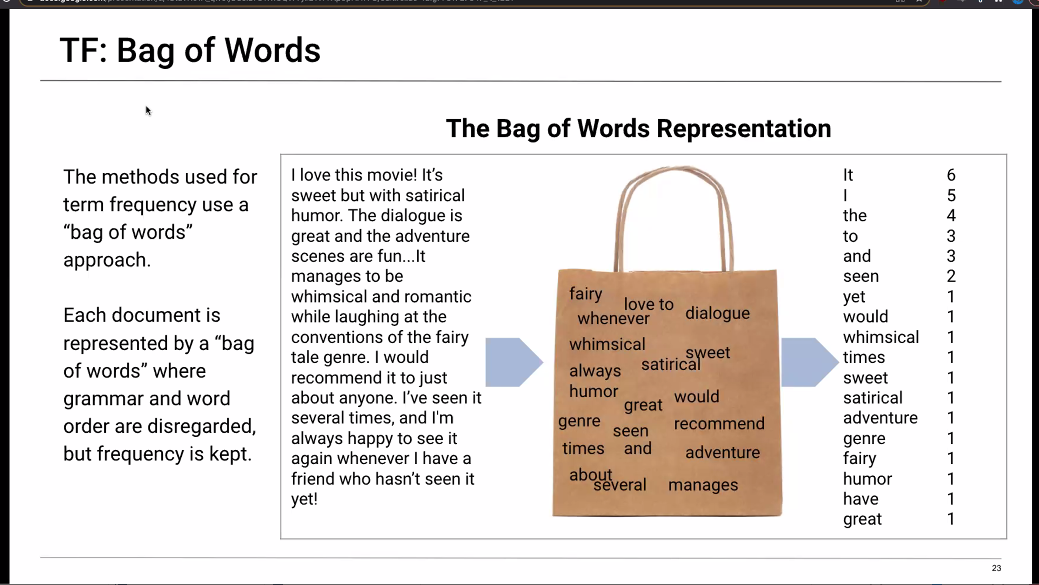 TF: Bag of Words
The Bag of Words Representation
The methods used for
term frequency use a
“bag of words”
approach.
Each document is
represented by a “bag
of words” where
grammar and word
order are disregarded,
but frequency is kept.
I love this movie! It’s
sweet but with satirical
humor. The dialogue is
great and the adventure
scenes are fun...It
manages to be
whimsical and romantic
while laughing at the
conventions of the fairy
tale genre. I would
recommend it to just
about anyone. I’ve seen it
several times, and I'm
always happy to see it
again whenever I have a
friend who hasn’t seen it
yet!
fairy
love to
whenever
dialogue
whimsical
sweet
satirical
always
humor
would
great
genre
recommend
seen
times and
adventure
about
several manages
It 6
I 5
the 4
to 3
and 3
seen 2
yet 1
would 1
whimsical 1
times 1
sweet 1
satirical 1
adventure 1
genre 1
fairy 1
humor 1
have 1
great 1
23